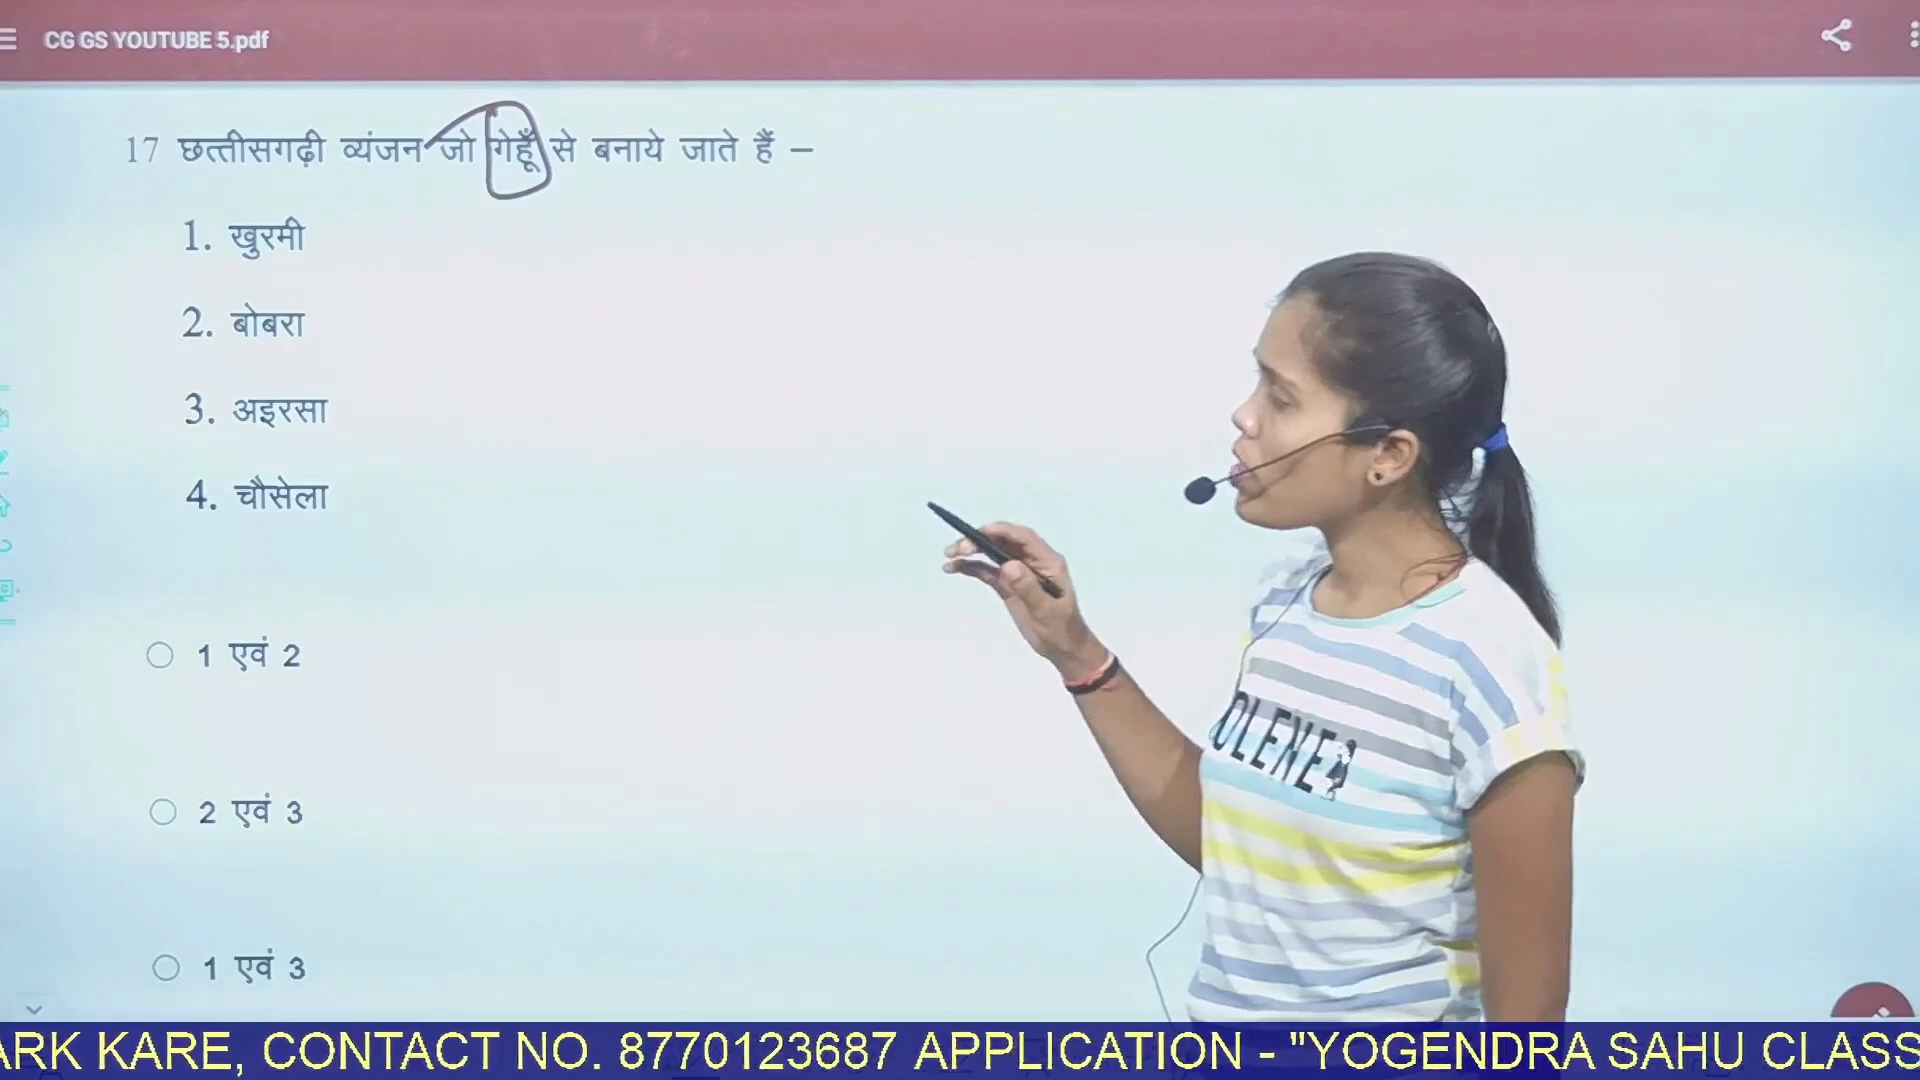 CG GS YOUTUBE 5.pdf
17 छत्तीसगढ़ी व्यंजन जो गेहूँ से बनाये जाते हैं –
1. खुरमी
2. बोबरा
3. अइरसा
4. चौसेला
1 एवं 2
2 एवं 3
1 एवं 3
OLENE
ARK KARE, CONTACT NO. 8770123687 APPLICATION - "YOGENDRA SAHU CLASS